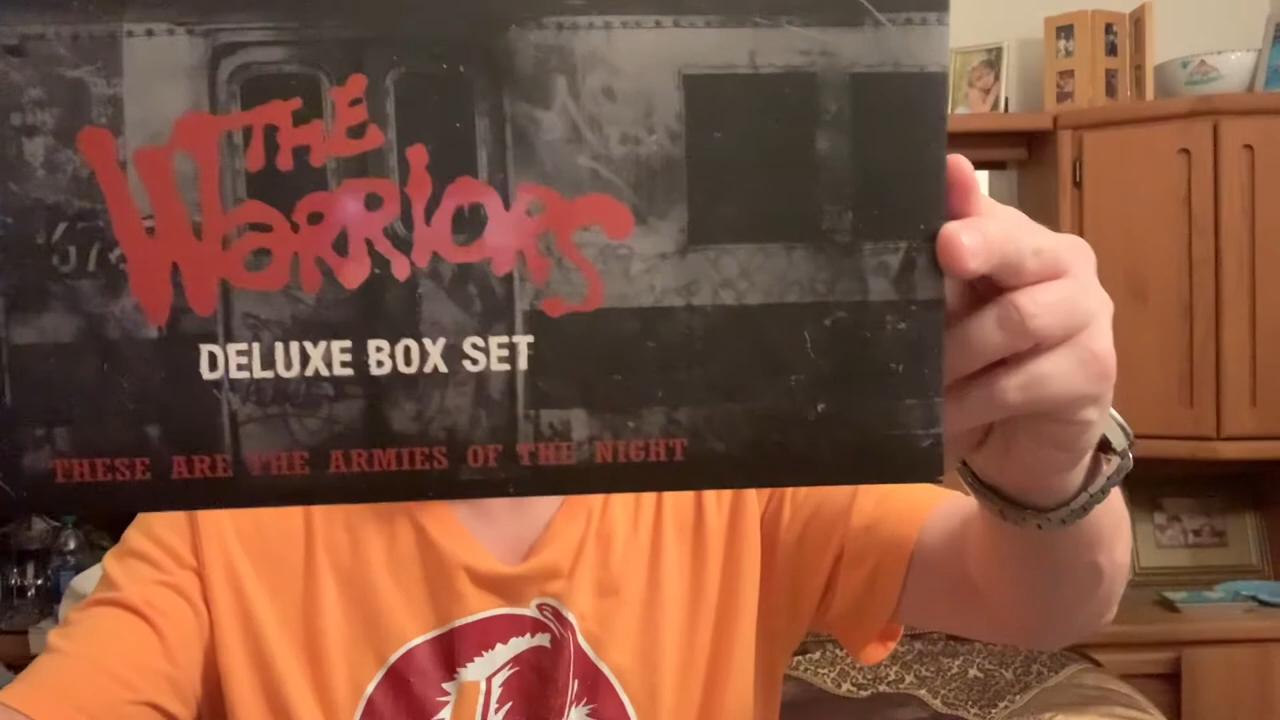 THE
WARRIORS
DELUXE BOX SET
THESE ARE THE ARMIES OF THE NIGHT